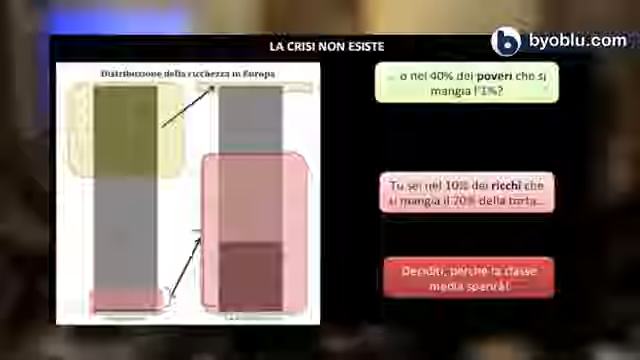 LA CRISI NON ESISTE
byoblu.com
Distribuzione della ricchezza in Europa
... o nel 40% dei poveri che si
mangia l'1%?
Tu sei nel 10% dei ricchi che
si mangia il 70% della torta...
Deciditi, perché la classe
media sparirà!